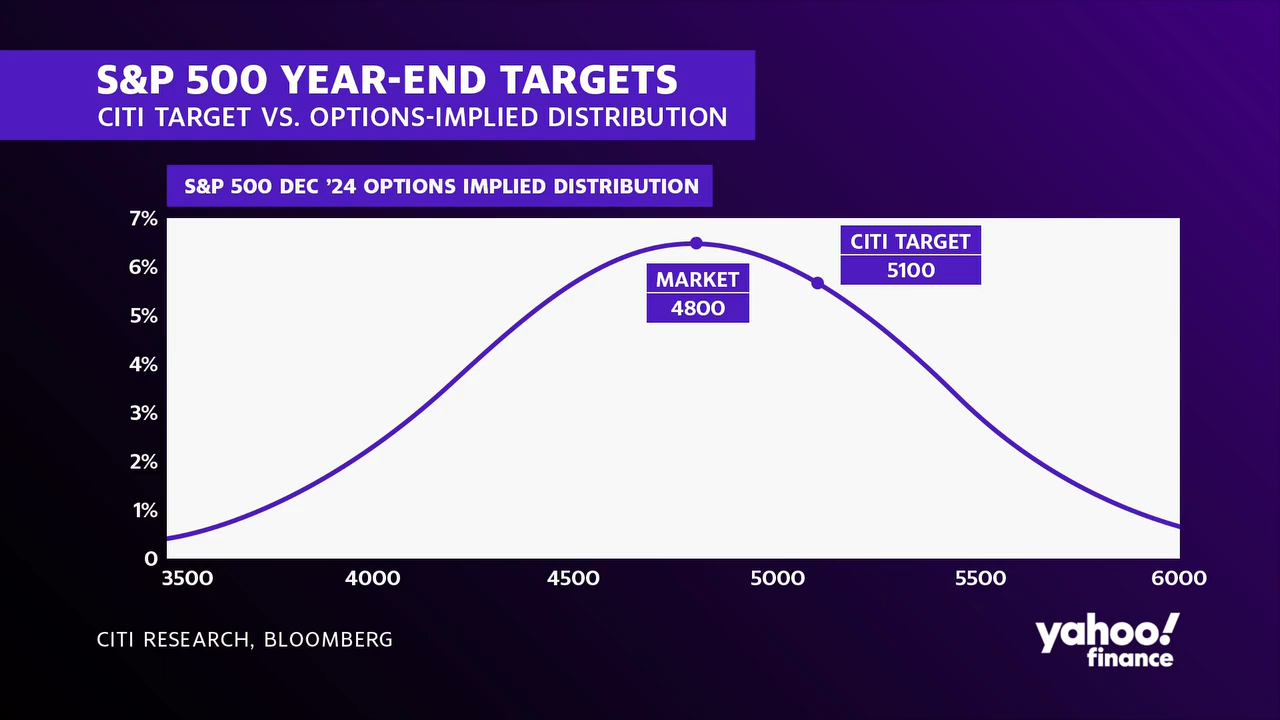 S&P 500 YEAR-END TARGETS
CITI TARGET VS. OPTIONS-IMPLIED DISTRIBUTION
S&P 500 DEC ’24 OPTIONS IMPLIED DISTRIBUTION
7%
6%
5%
4%
3%
2%
1%
0
CITI TARGET
5100
MARKET
4800
3500 4000 4500 5000 5500 6000
CITI RESEARCH, BLOOMBERG
yahoo!
finance